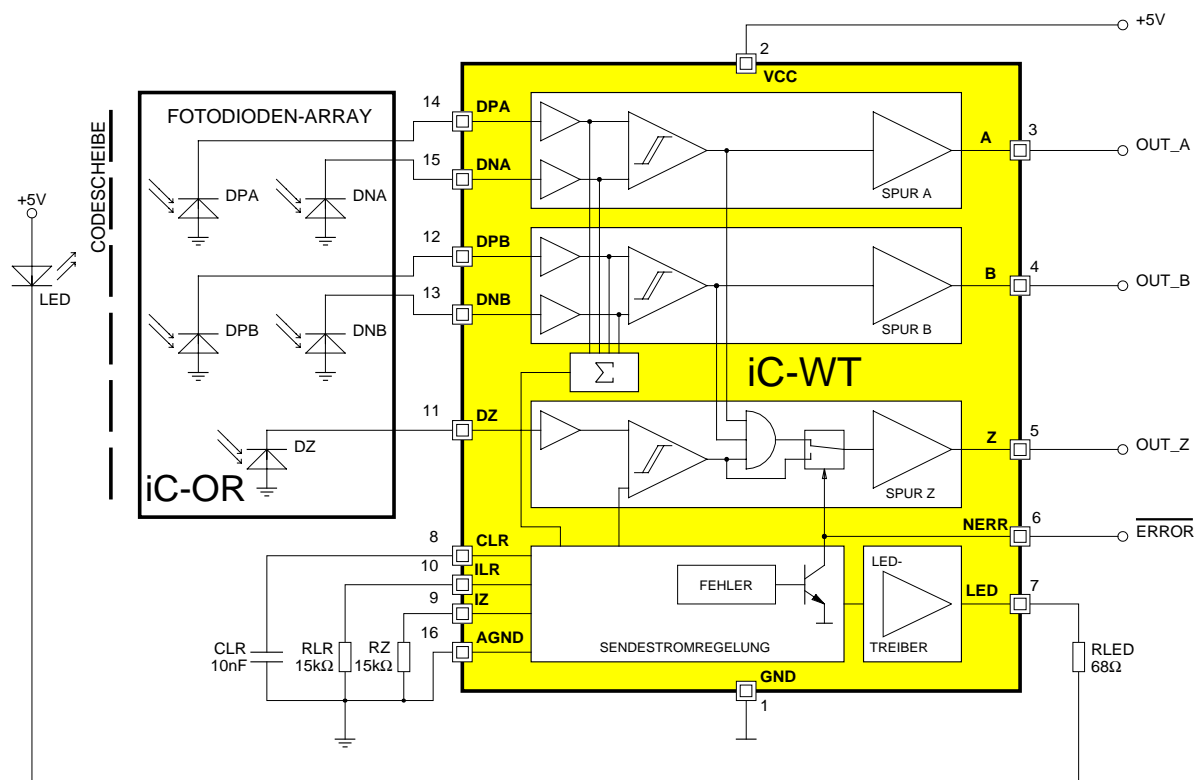 +5V
2
VCC
FOTODIODEN-ARRAY
14
DPA
3
A
OUT_A
CODESCHEIBE
15
DNA
SPUR A
+5V
DPA
DNA
12
DPB
4
B
OUT_B
LED
13
DNB
DPB
DNB
SPUR B
Σ
iC-WT
11
DZ
5
Z
OUT_Z
DZ
iC-OR
SPUR Z
NERR
6
ERROR
8
CLR
10
ILR
LED-
FEHLER
LED
7
9
IZ
16
AGND
CLR
10nF
RLR
15kΩ
RZ
15kΩ
SENDESTROMREGELUNG
TREIBER
RLED
68Ω
GND
1